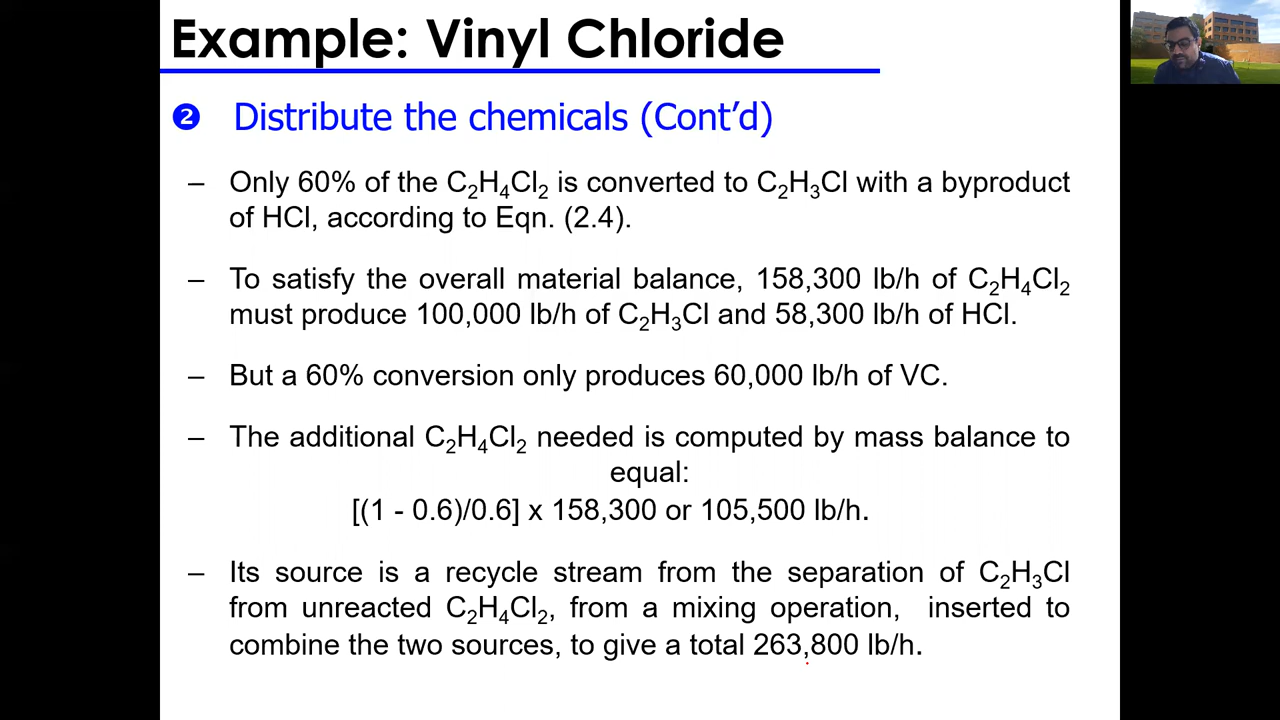 Example: Vinyl Chloride
❷ Distribute the chemicals (Cont’d)
– Only 60% of the C₂H₄Cl₂ is converted to C₂H₃Cl with a byproduct
of HCl, according to Eqn. (2.4).
– To satisfy the overall material balance, 158,300 lb/h of C₂H₄Cl₂
must produce 100,000 lb/h of C₂H₃Cl and 58,300 lb/h of HCl.
– But a 60% conversion only produces 60,000 lb/h of VC.
– The additional C₂H₄Cl₂ needed is computed by mass balance to
equal:
[(1 - 0.6)/0.6] x 158,300 or 105,500 lb/h.
– Its source is a recycle stream from the separation of C₂H₃Cl
from unreacted C₂H₄Cl₂, from a mixing operation, inserted to
combine the two sources, to give a total 263,800 lb/h.